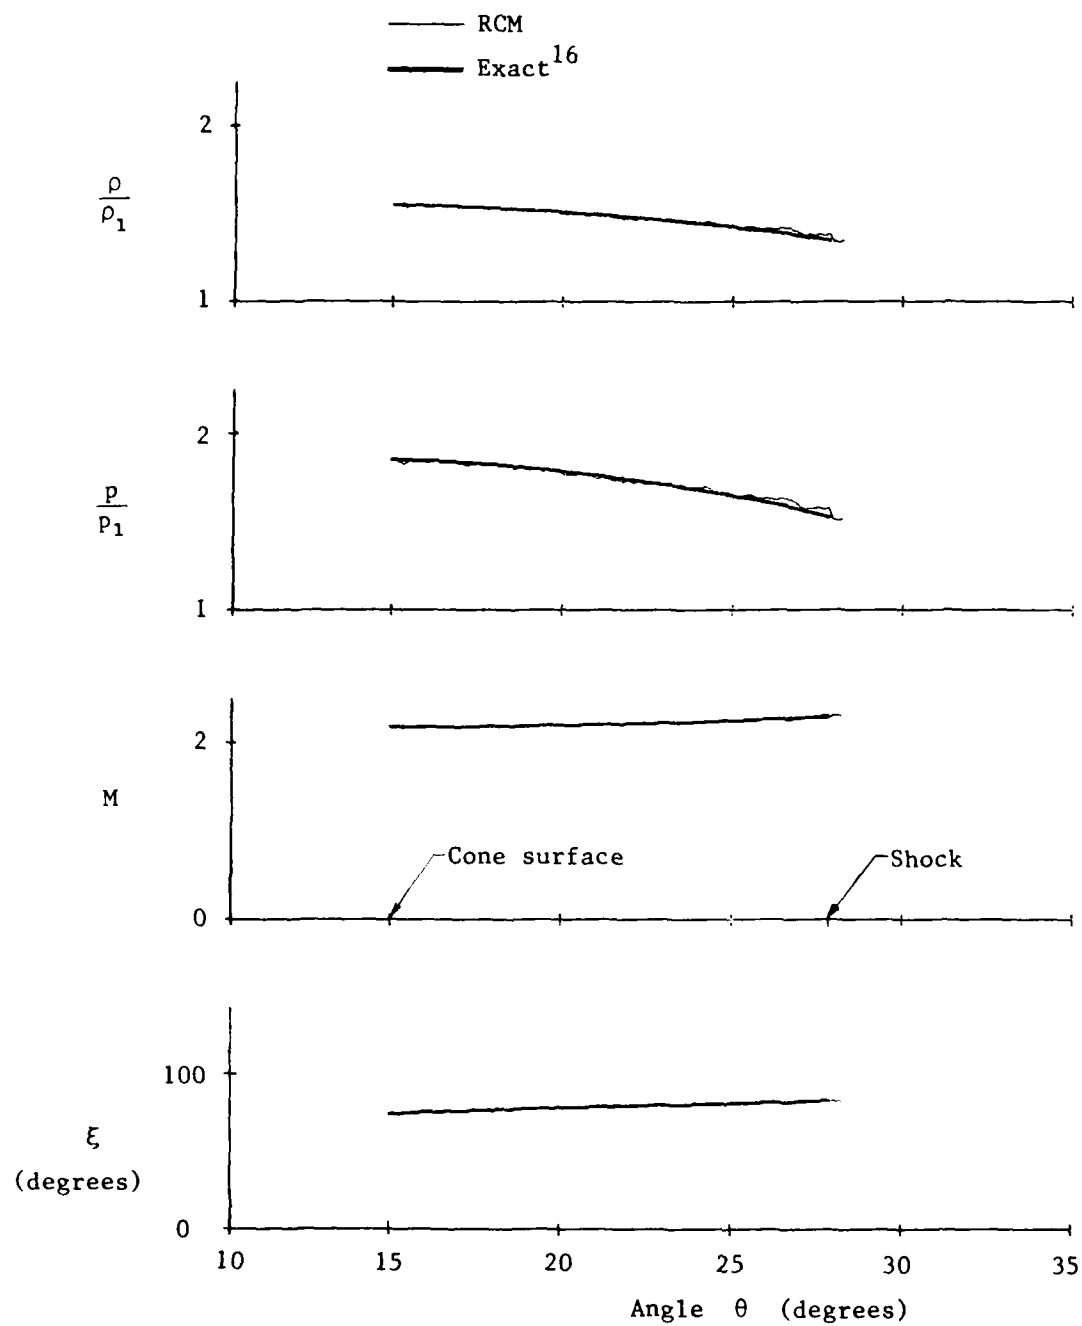 RCM
Exact16
2
ρ
ρ1
1
2
p
p1
1
2
M
Cone surface
Shock
0
100
ξ
(degrees)
0
10 15 20 25 30 35
Angle θ (degrees)